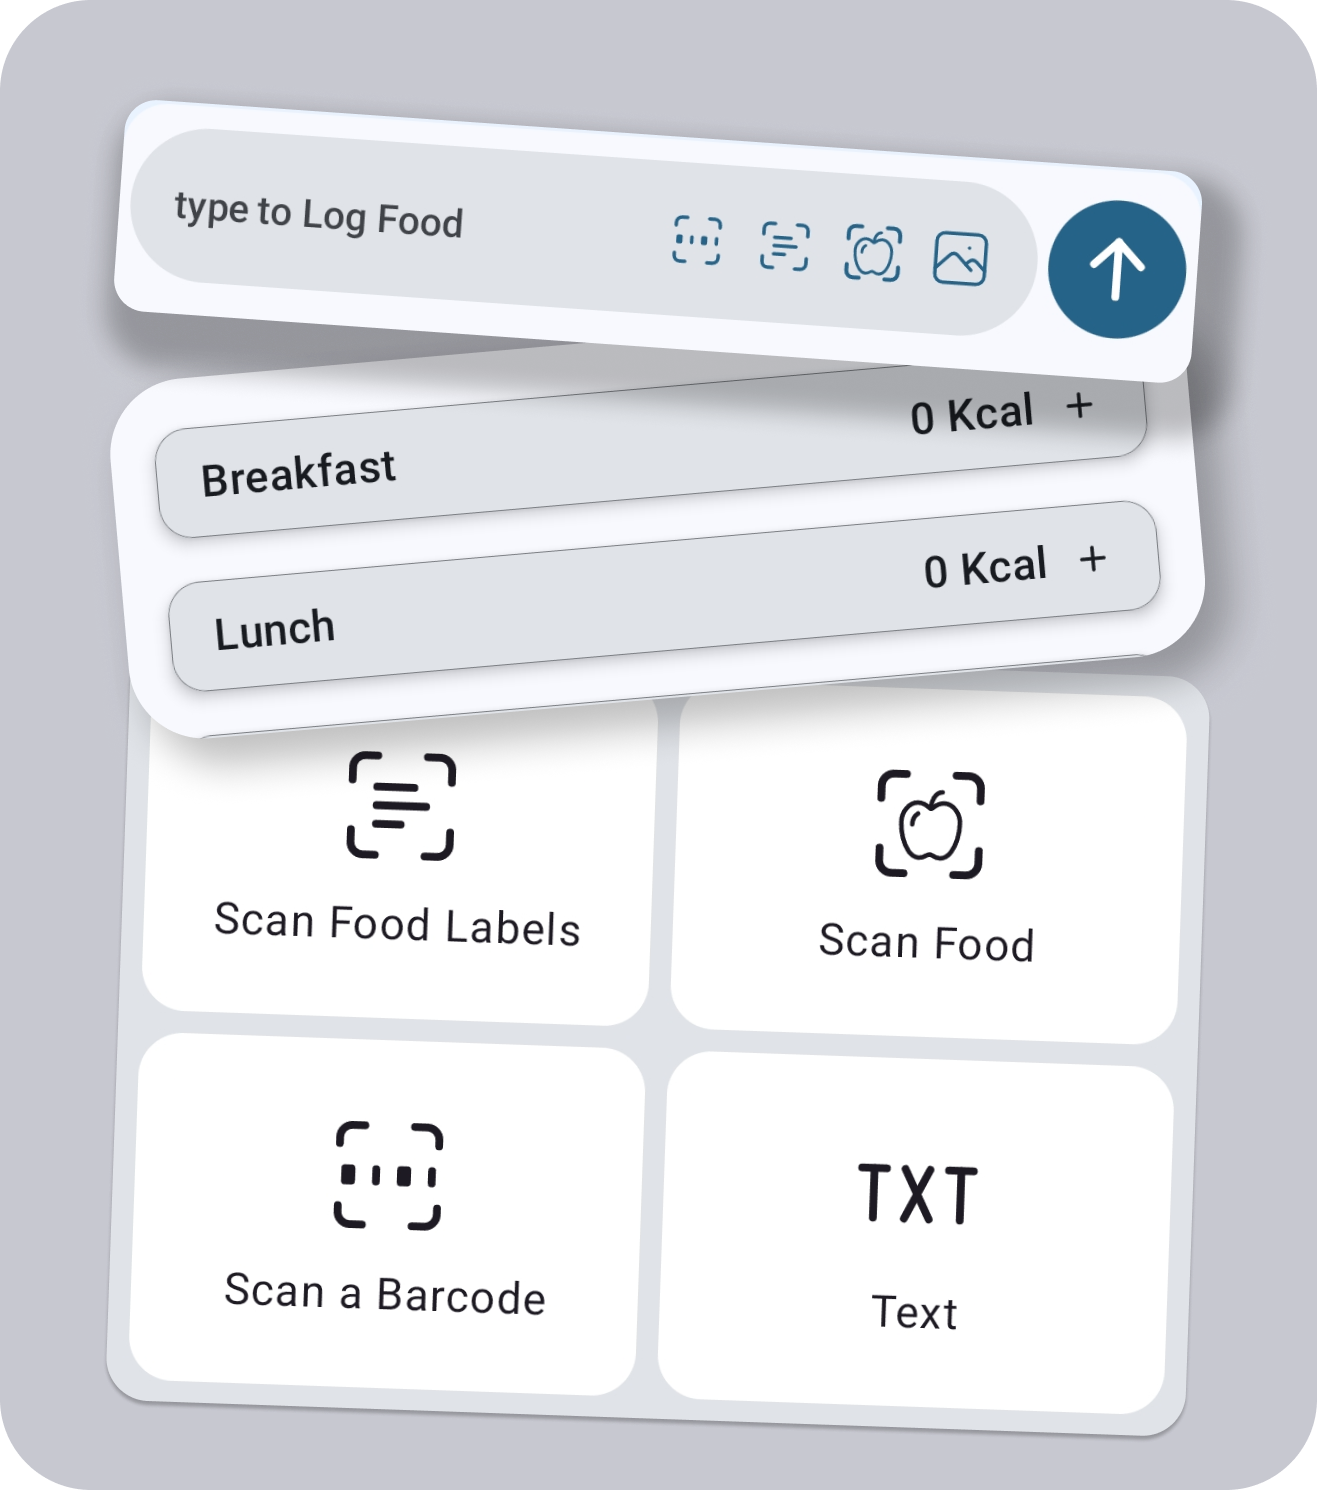 type to Log Food
Breakfast 0 Kcal +
Lunch 0 Kcal +
Scan Food Labels
Scan Food
Scan a Barcode
TXT
Text